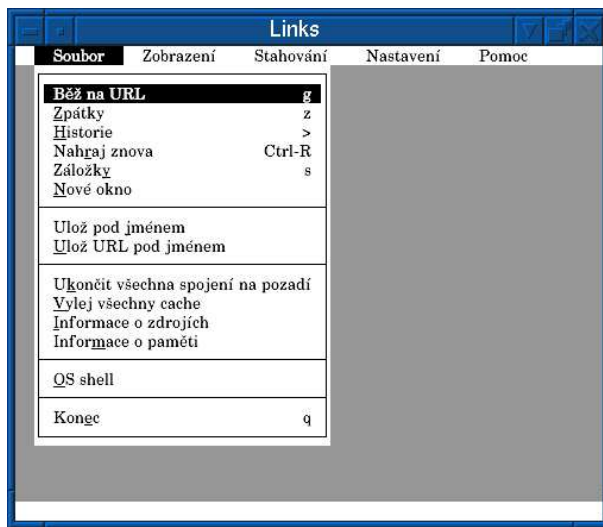 Links
Soubor Zobrazení Stahování Nastavení Pomoc
Běž na URL g
Zpátky z
Historie >
Nahraj znova Ctrl-R
Záložky s
Nové okno
Ulož pod jménem
Ulož URL pod jménem
Ukončit všechna spojení na pozadí
Vylej všechny cache
Informace o zdrojích
Informace o paměti
OS shell
Konec q